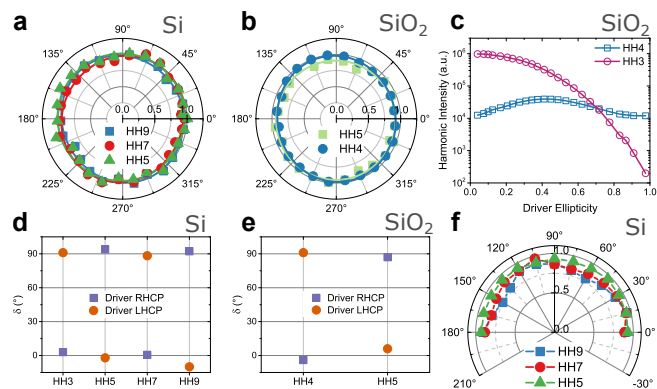 a Si
90°
135° 45°
180° 0.0 0.5 1.0 0°
HH9
HH7
HH5
225° 315°
270°
b SiO2
90°
135° 45°
180° 0.0 0.5 1.0 0°
HH5
HH4
225° 315°
270°
c
HH4
HH3
Harmonic Intensity (a.u.)
10^6
10^5
10^4
10^3
10^2
0.0 0.2 0.4 0.6 0.8 1.0
Driver Ellipticity
d Si
δ (°)
90
60
30
0
Driver RHCP
Driver LHCP
HH3 HH5 HH7 HH9
e SiO2
δ (°)
90
60
30
0
Driver RHCP
Driver LHCP
HH4 HH5
f Si
90°
120° 60°
150° 30°
180° 0°
210° -30°
1.0
0.5
0.0
HH9
HH7
HH5